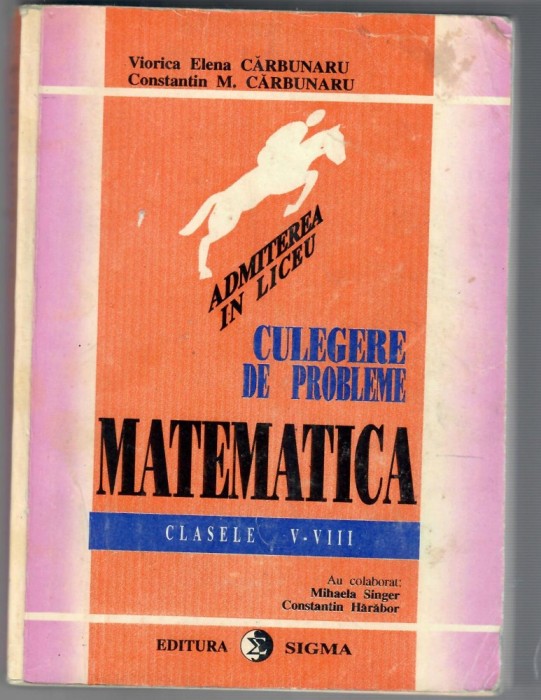 Viorica Elena CĂRBUNARU
Constantin M. CĂRBUNARU
ADMITEREA
IN LICEU
CULEGERE
DE PROBLEME
MATEMATICA
CLASELE V-VIII
Au colaborat:
Mihaela Singer
Constantin Hărăbor
EDITURA Σ SIGMA